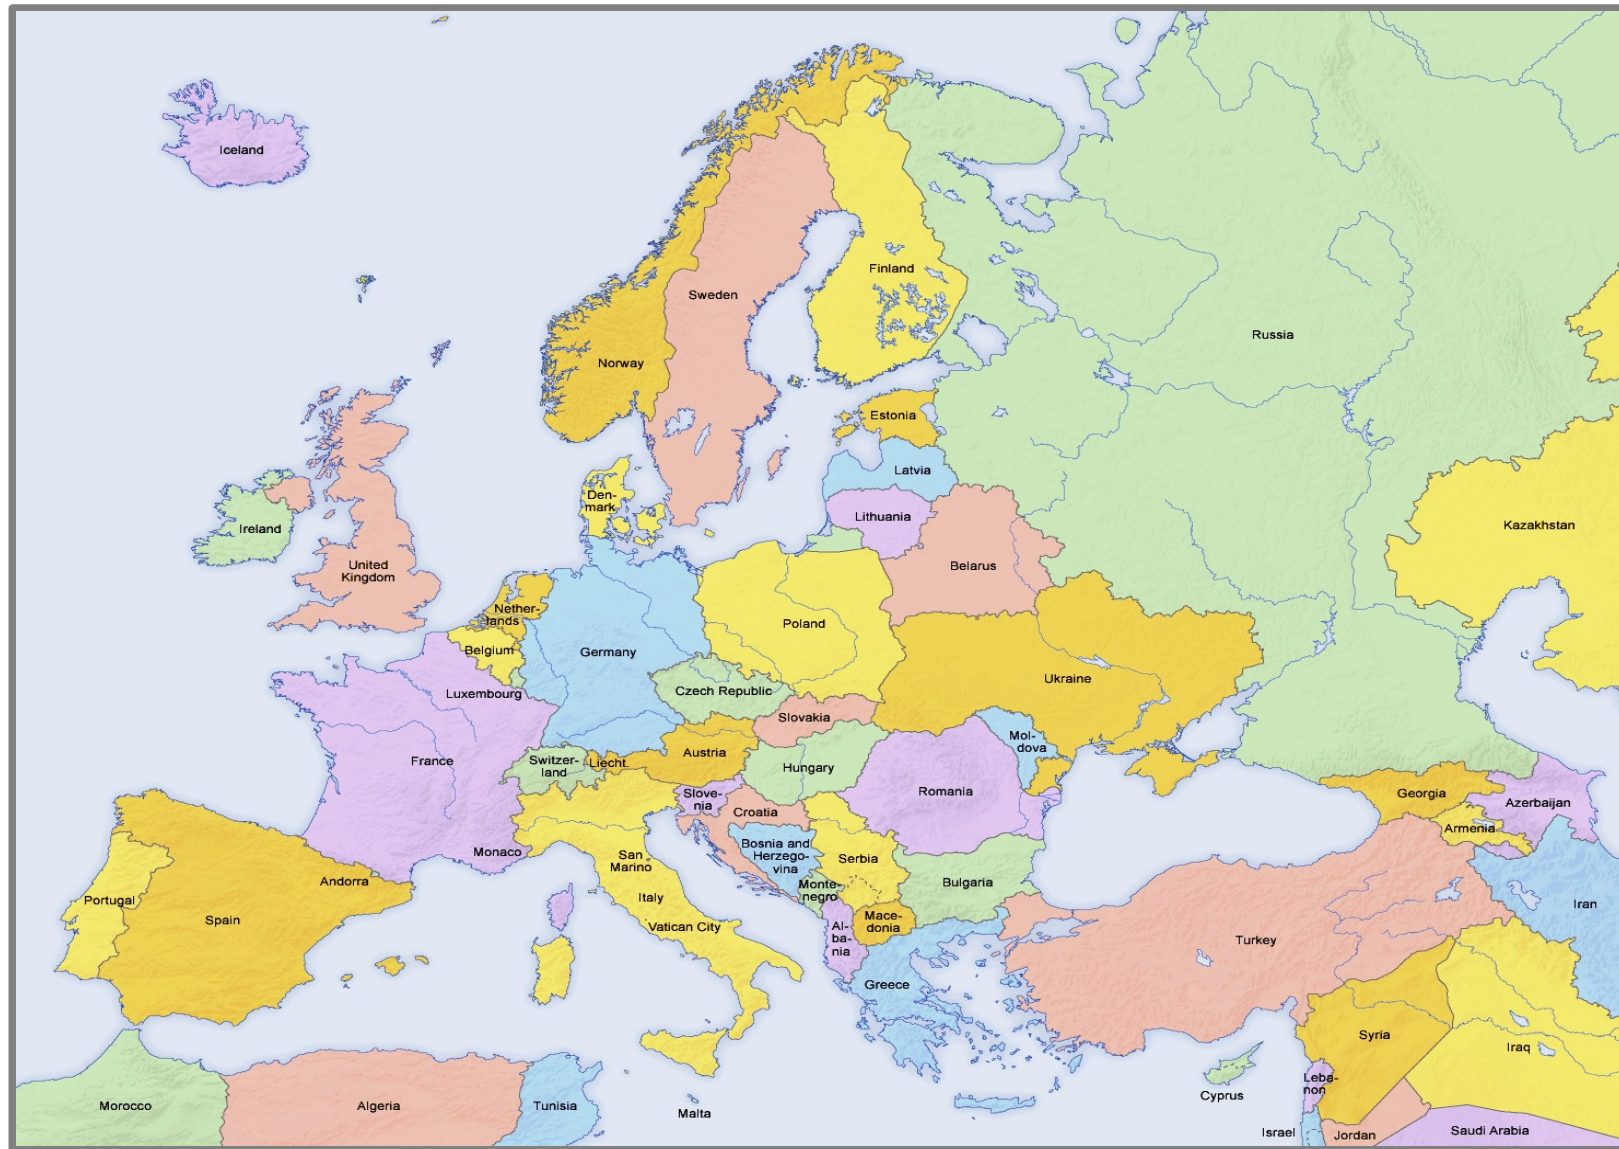 Iceland
Finland
Sweden
Russia
Norway
Estonia
Latvia
Den-
mark
Lithuania
Ireland
Kazakhstan
United
Kingdom
Belarus
Nether-
lands
Poland
Belgium
Germany
Ukraine
Luxembourg
Czech Republic
Slovakia
Mol-
dova
Austria
France
Switzer-
land
Liecht.
Hungary
Romania
Slove-
nia
Georgia
Azerbaijan
Croatia
Armenia
Bosnia and
Herzego-
vina
Monaco
San
Marino
Serbia
Andorra
Bulgaria
Monte-
negro
Portugal
Italy
Iran
Spain
Vatican City
Mace-
donia
Al-
ba-
nia
Turkey
Greece
Syria
Iraq
Leba-
non
Cyprus
Morocco
Algeria
Tunisia
Malta
Israel
Jordan
Saudi Arabia